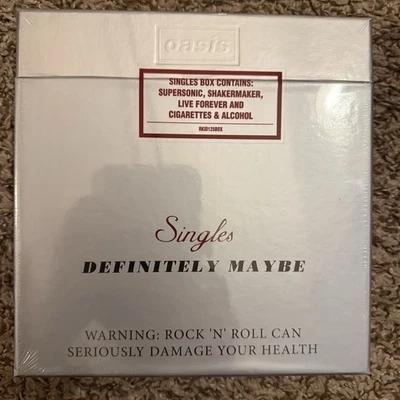 oasis
SINGLES BOX CONTAINS:
SUPERSONIC, SHAKERMAKER,
LIVE FOREVER AND
CIGARETTES & ALCOHOL
RKID12SBOX
Singles
DEFINITELY MAYBE
WARNING: ROCK 'N' ROLL CAN
SERIOUSLY DAMAGE YOUR HEALTH